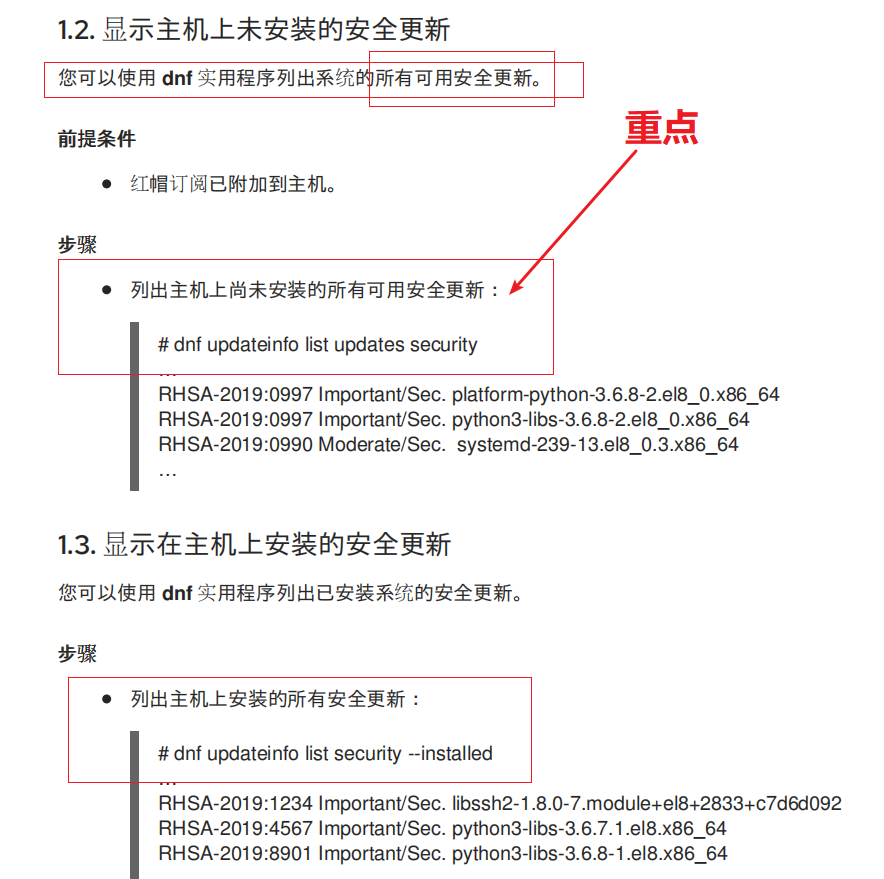 1.2. 显示主机上未安装的安全更新
您可以使用 dnf 实用程序列出系统的所有可用安全更新。
重点
前提条件
● 红帽订阅已附加到主机。
步骤
● 列出主机上尚未安装的所有可用安全更新：
# dnf updateinfo list updates security
…
RHSA-2019:0997 Important/Sec. platform-python-3.6.8-2.el8_0.x86_64
RHSA-2019:0997 Important/Sec. python3-libs-3.6.8-2.el8_0.x86_64
RHSA-2019:0990 Moderate/Sec.  systemd-239-13.el8_0.3.x86_64
…
1.3. 显示在主机上安装的安全更新
您可以使用 dnf 实用程序列出已安装系统的安全更新。
步骤
● 列出主机上安装的所有安全更新：
# dnf updateinfo list security --installed
…
RHSA-2019:1234 Important/Sec. libssh2-1.8.0-7.module+el8+2833+c7d6d092
RHSA-2019:4567 Important/Sec. python3-libs-3.6.7.1.el8.x86_64
RHSA-2019:8901 Important/Sec. python3-libs-3.6.8-1.el8.x86_64